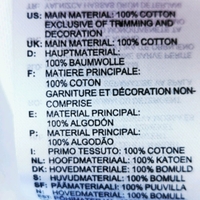 US: MAIN MATERIAL: 100% COTTON
EXCLUSIVE OF TRIMMING AND
DECORATION
UK: MAIN MATERIAL: 100% COTTON
D: HAUPTMATERIAL:
100% BAUMWOLLE
F: MATIERE PRINCIPALE:
100% COTON
GARNITURE ET DÉCORATION NON-
COMPRISE
E: MATERIAL PRINCIPAL:
100% ALGODÓN
P: MATERIAL PRINCIPAL:
100% ALGODÃO
I: PRIMO TESSUTO: 100% COTONE
NL: HOOFDMATERIAAL: 100% KATOEN
DK: HOVEDMATERIALE: 100% BOMULD
S: HUVUDMATERIAL: 100% BOMULL
SF: PÄÄMATERIAALI: 100% PUUVILLA
HOVEDMATERIALE: 100% BOMULL